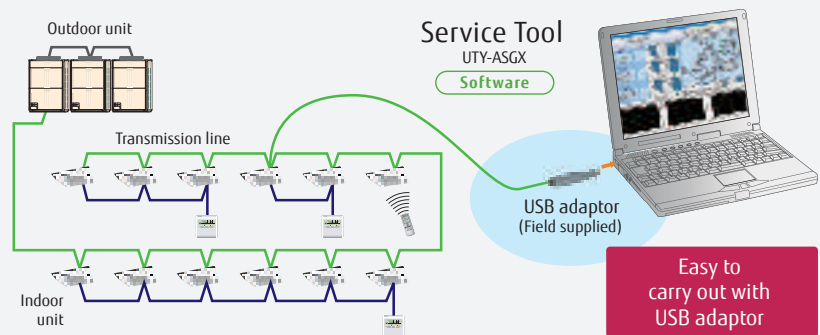 Outdoor unit
Service Tool
UTY-ASGX
Software
Transmission line
USB adaptor
(Field supplied)
Indoor
unit
Easy to
carry out with
USB adaptor